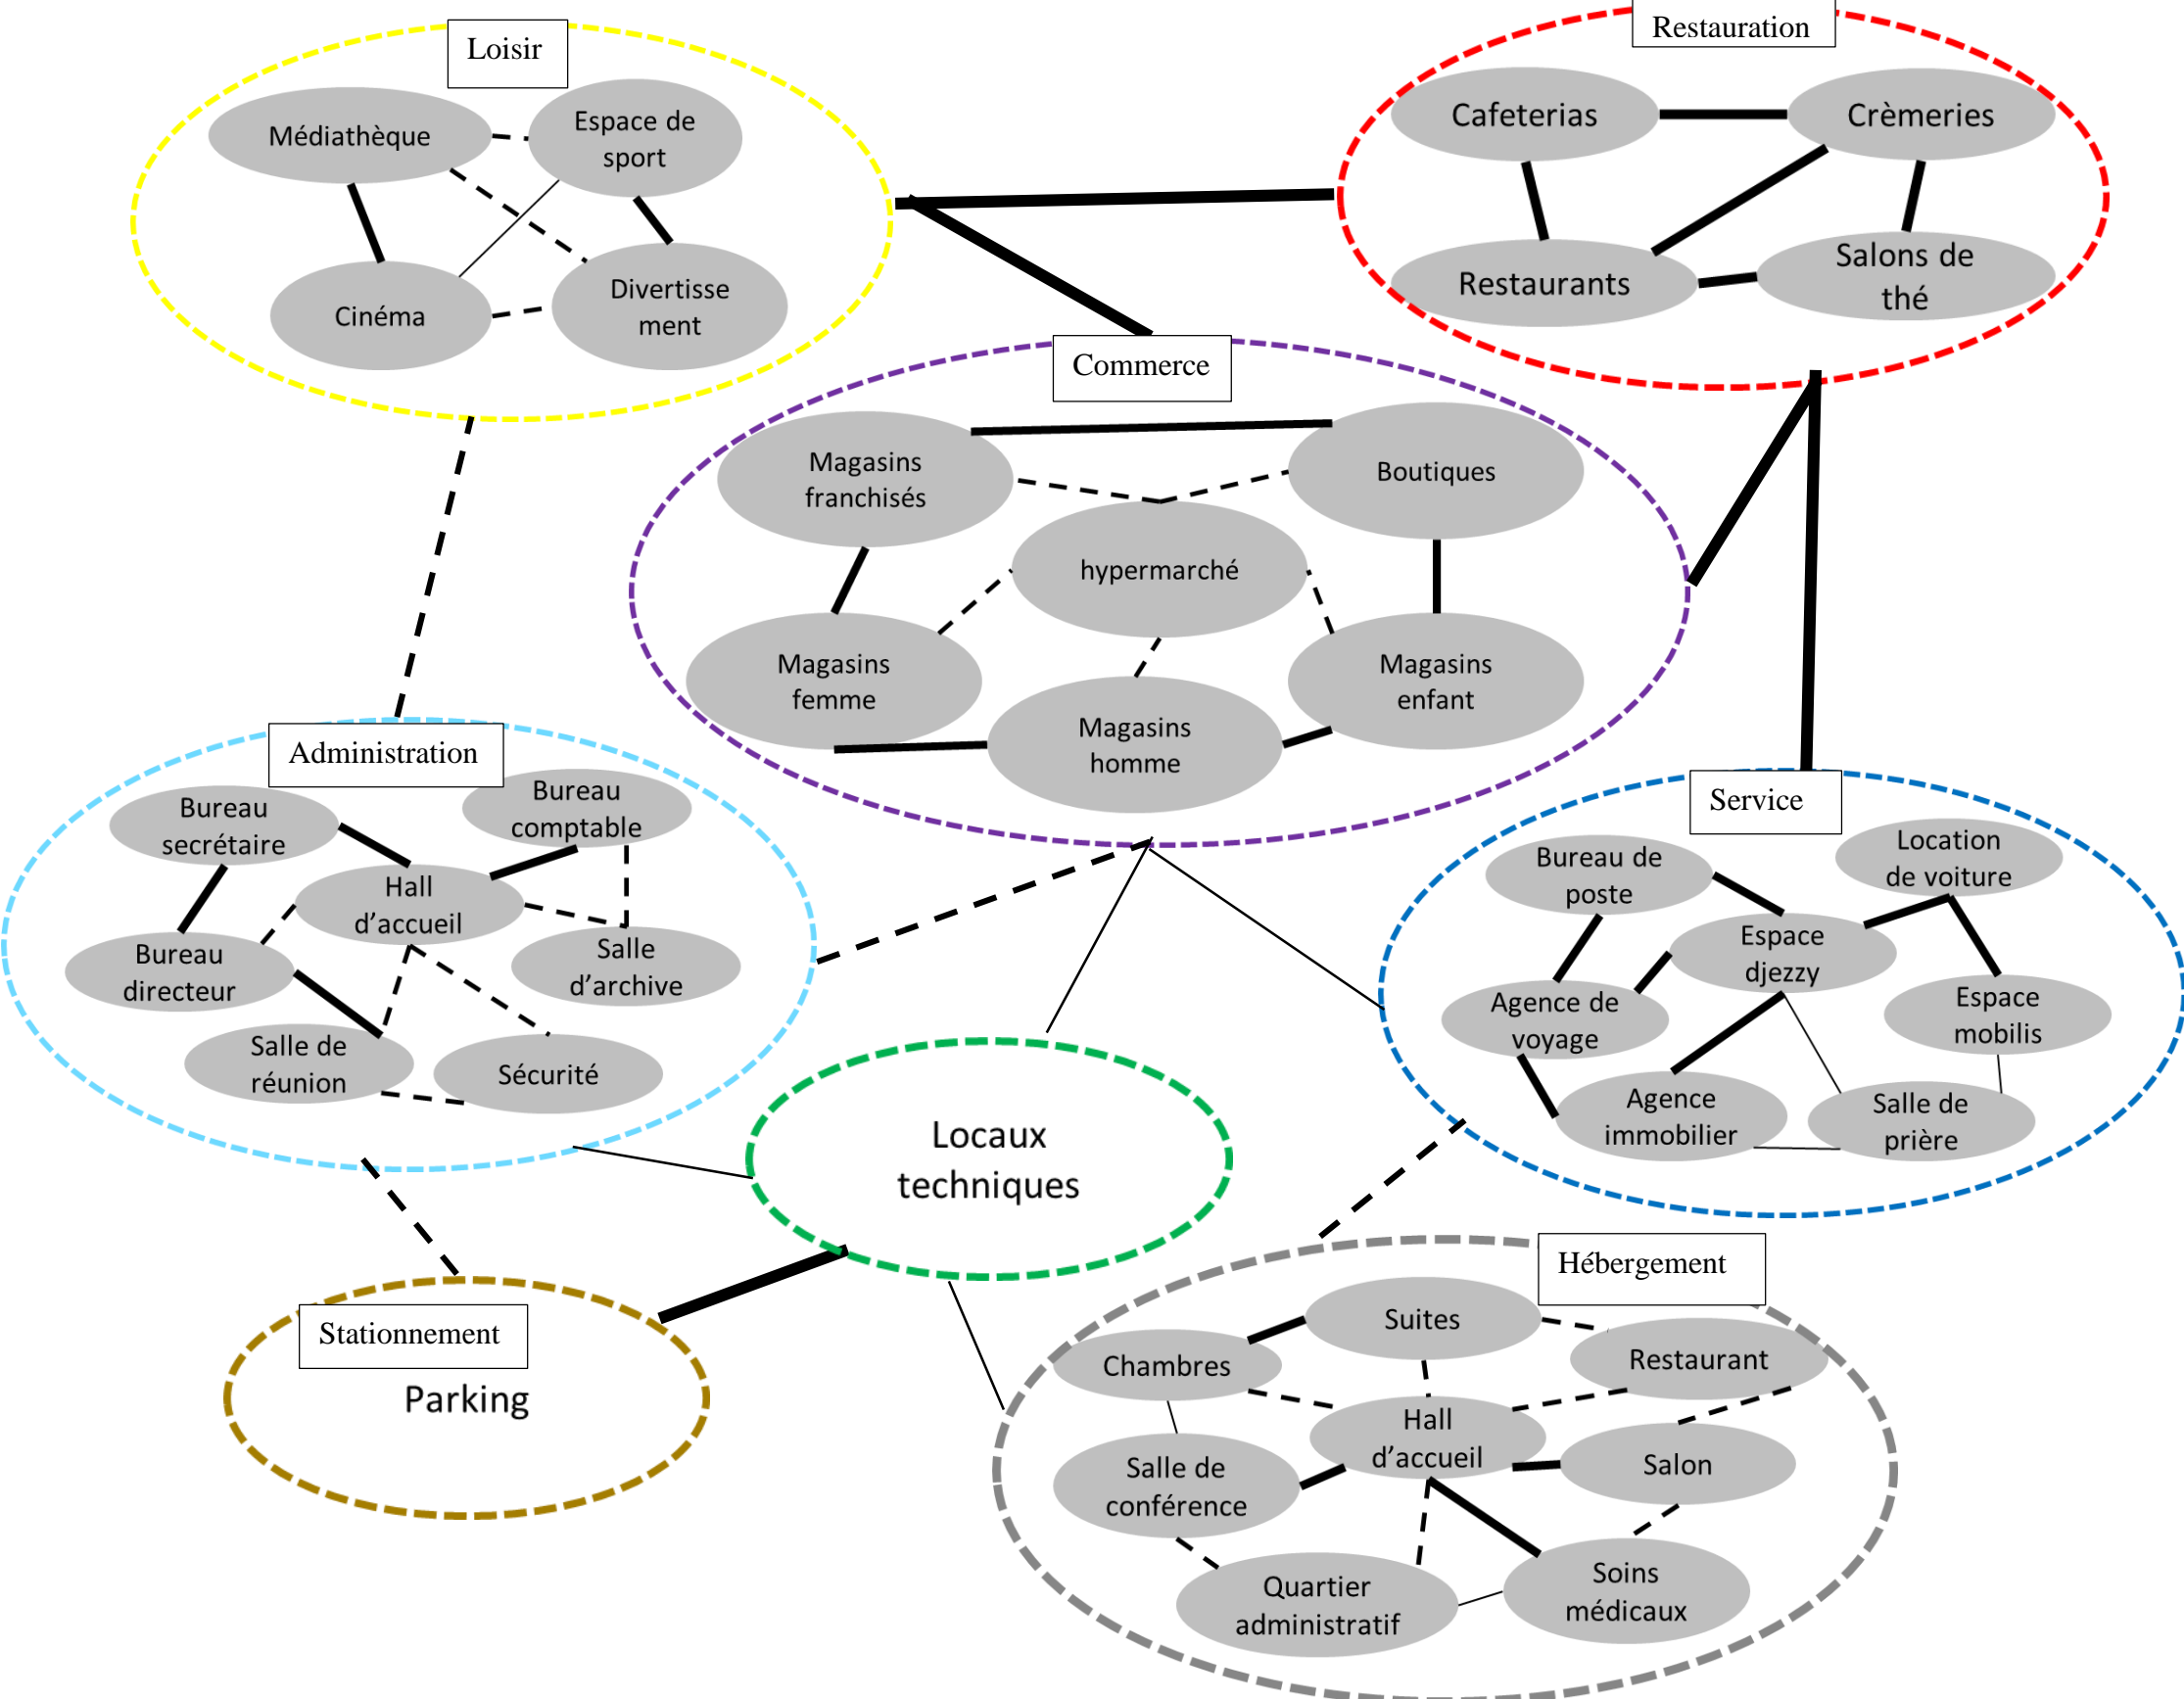 Loisir
Médiathèque
Espace de
sport
Cinéma
Divertisse
ment
Restauration
Cafeterias
Crèmeries
Restaurants
Salons de
thé
Commerce
Magasins
franchisés
Boutiques
hypermarché
Magasins
femme
Magasins
homme
Magasins
enfant
Administration
Bureau
secrétaire
Bureau
comptable
Hall
d’accueil
Bureau
directeur
Salle
d’archive
Salle de
réunion
Sécurité
Service
Bureau de
poste
Location
de voiture
Espace
djezzy
Agence de
voyage
Espace
mobilis
Agence
immobilier
Salle de
prière
Locaux
techniques
Stationnement
Parking
Hébergement
Suites
Chambres
Restaurant
Hall
d’accueil
Salle de
conférence
Salon
Quartier
administratif
Soins
médicaux